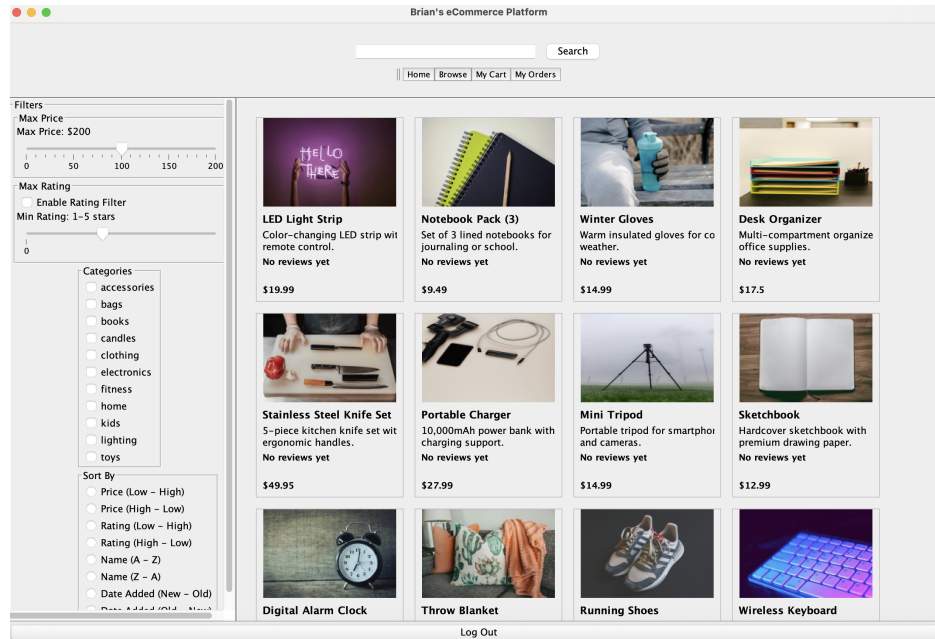 Brian's eCommerce Platform
Search
Home Browse My Cart My Orders
Filters
Max Price
Max Price: $200
0 50 100 150 200
Max Rating
Enable Rating Filter
Min Rating: 1-5 stars
0
Categories
accessories
bags
books
candles
clothing
electronics
fitness
home
kids
lighting
toys
Sort By
Price (Low - High)
Price (High - Low)
Rating (Low - High)
Rating (High - Low)
Name (A - Z)
Name (Z - A)
Date Added (New - Old)
Date Added (Old - New)
HELLO
THERE
LED Light Strip
Color-changing LED strip wit
remote control.
No reviews yet
$19.99
Notebook Pack (3)
Set of 3 lined notebooks for
journaling or school.
No reviews yet
$9.49
Winter Gloves
Warm insulated gloves for co
weather.
No reviews yet
$14.99
Desk Organizer
Multi-compartment organize
office supplies.
No reviews yet
$17.5
Stainless Steel Knife Set
5-piece kitchen knife set wit
ergonomic handles.
No reviews yet
$49.95
Portable Charger
10,000mAh power bank with
charging support.
No reviews yet
$27.99
Mini Tripod
Portable tripod for smartphor
and cameras.
No reviews yet
$14.99
Sketchbook
Hardcover sketchbook with
premium drawing paper.
No reviews yet
$12.99
Digital Alarm Clock
Throw Blanket
Running Shoes
Wireless Keyboard
Log Out